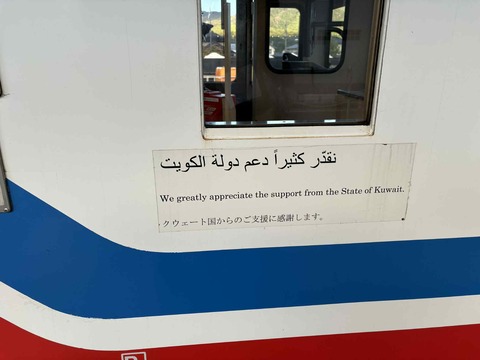 نقدّر كثيراً دعم دولة الكويت
We greatly appreciate the support from the State of Kuwait.
クウェート国からのご支援に感謝します。